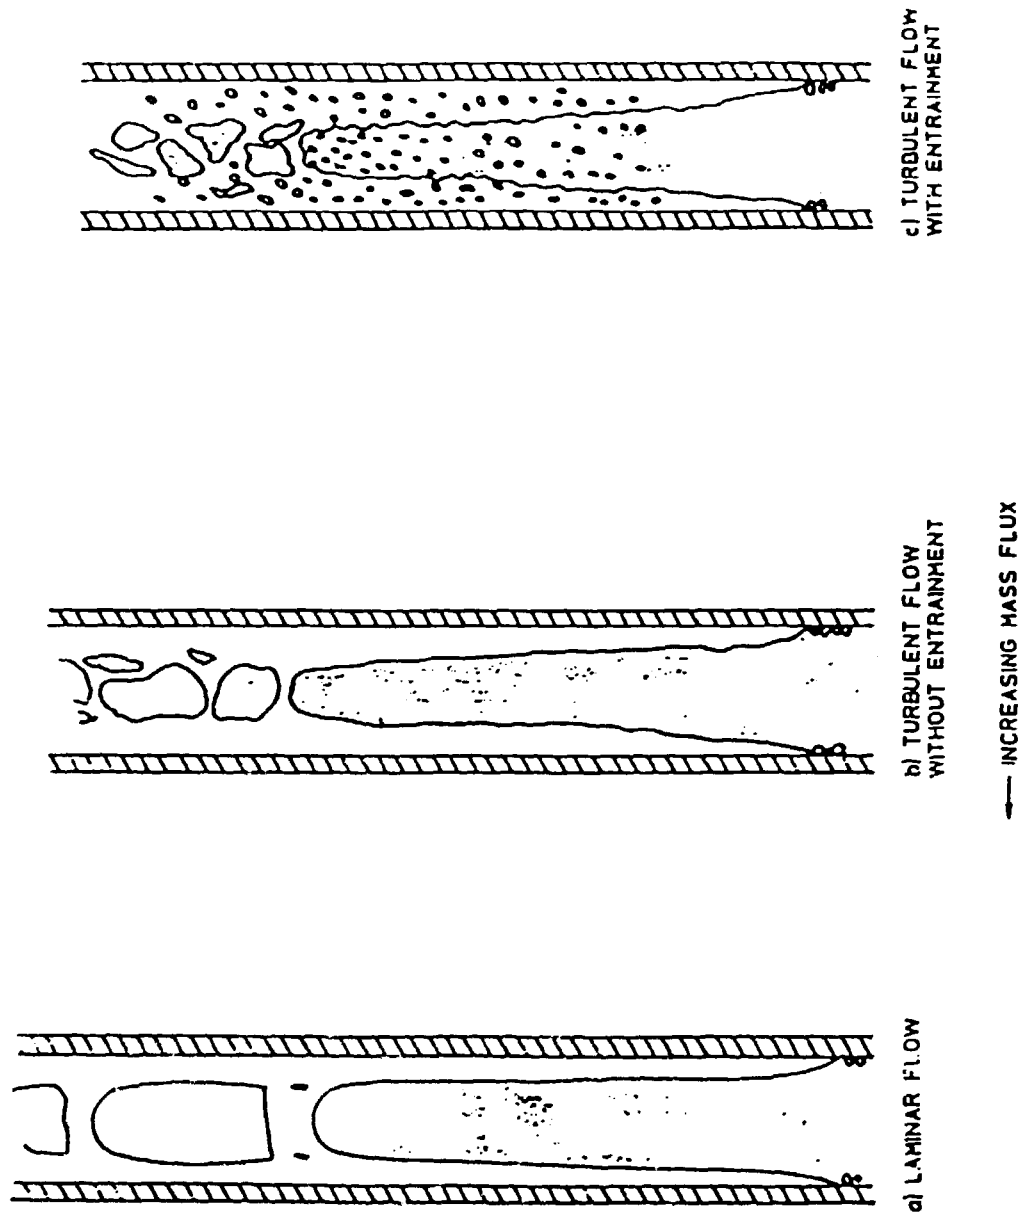 a) LAMINAR FLOW
b) TURBULENT FLOW
WITHOUT ENTRAINMENT
c) TURBULENT FLOW
WITH ENTRAINMENT
INCREASING MASS FLUX